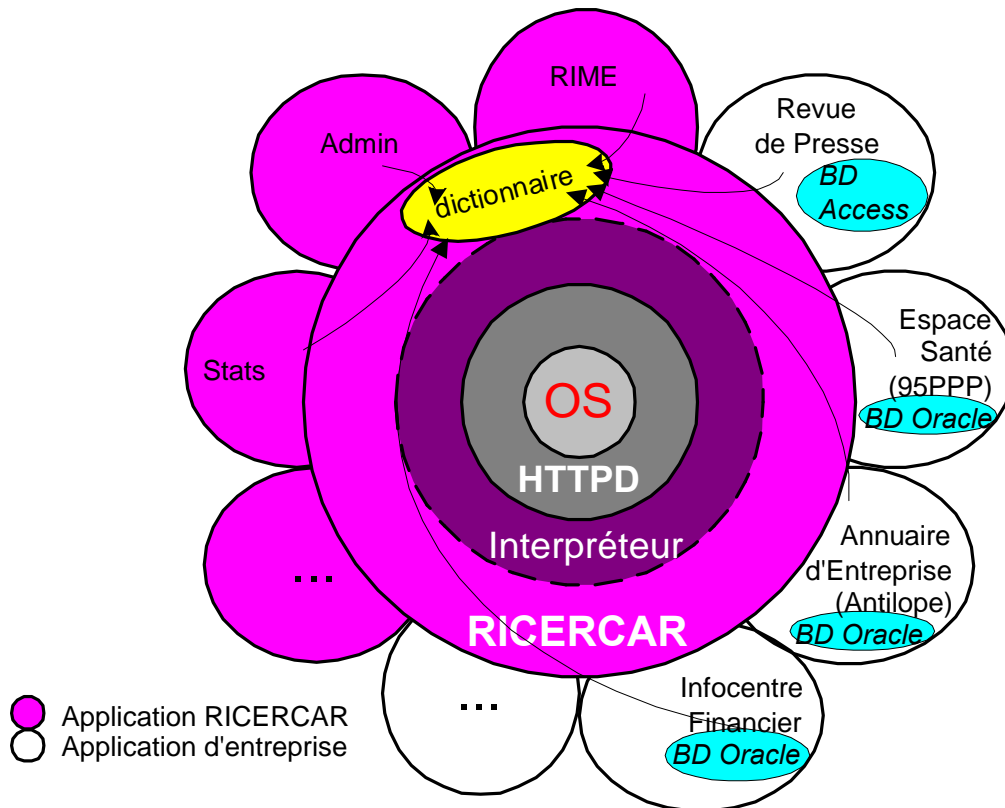 RIME
Revue
de Presse
BD
Access
Admin
dictionnaire
Espace
Santé
(95PPP)
BD Oracle
Stats
OS
HTTPD
Interpréteur
RICERCAR
Annuaire
d'Entreprise
(Antilope)
BD Oracle
...
...
Infocentre
Financier
BD Oracle
Application RICERCAR
Application d'entreprise